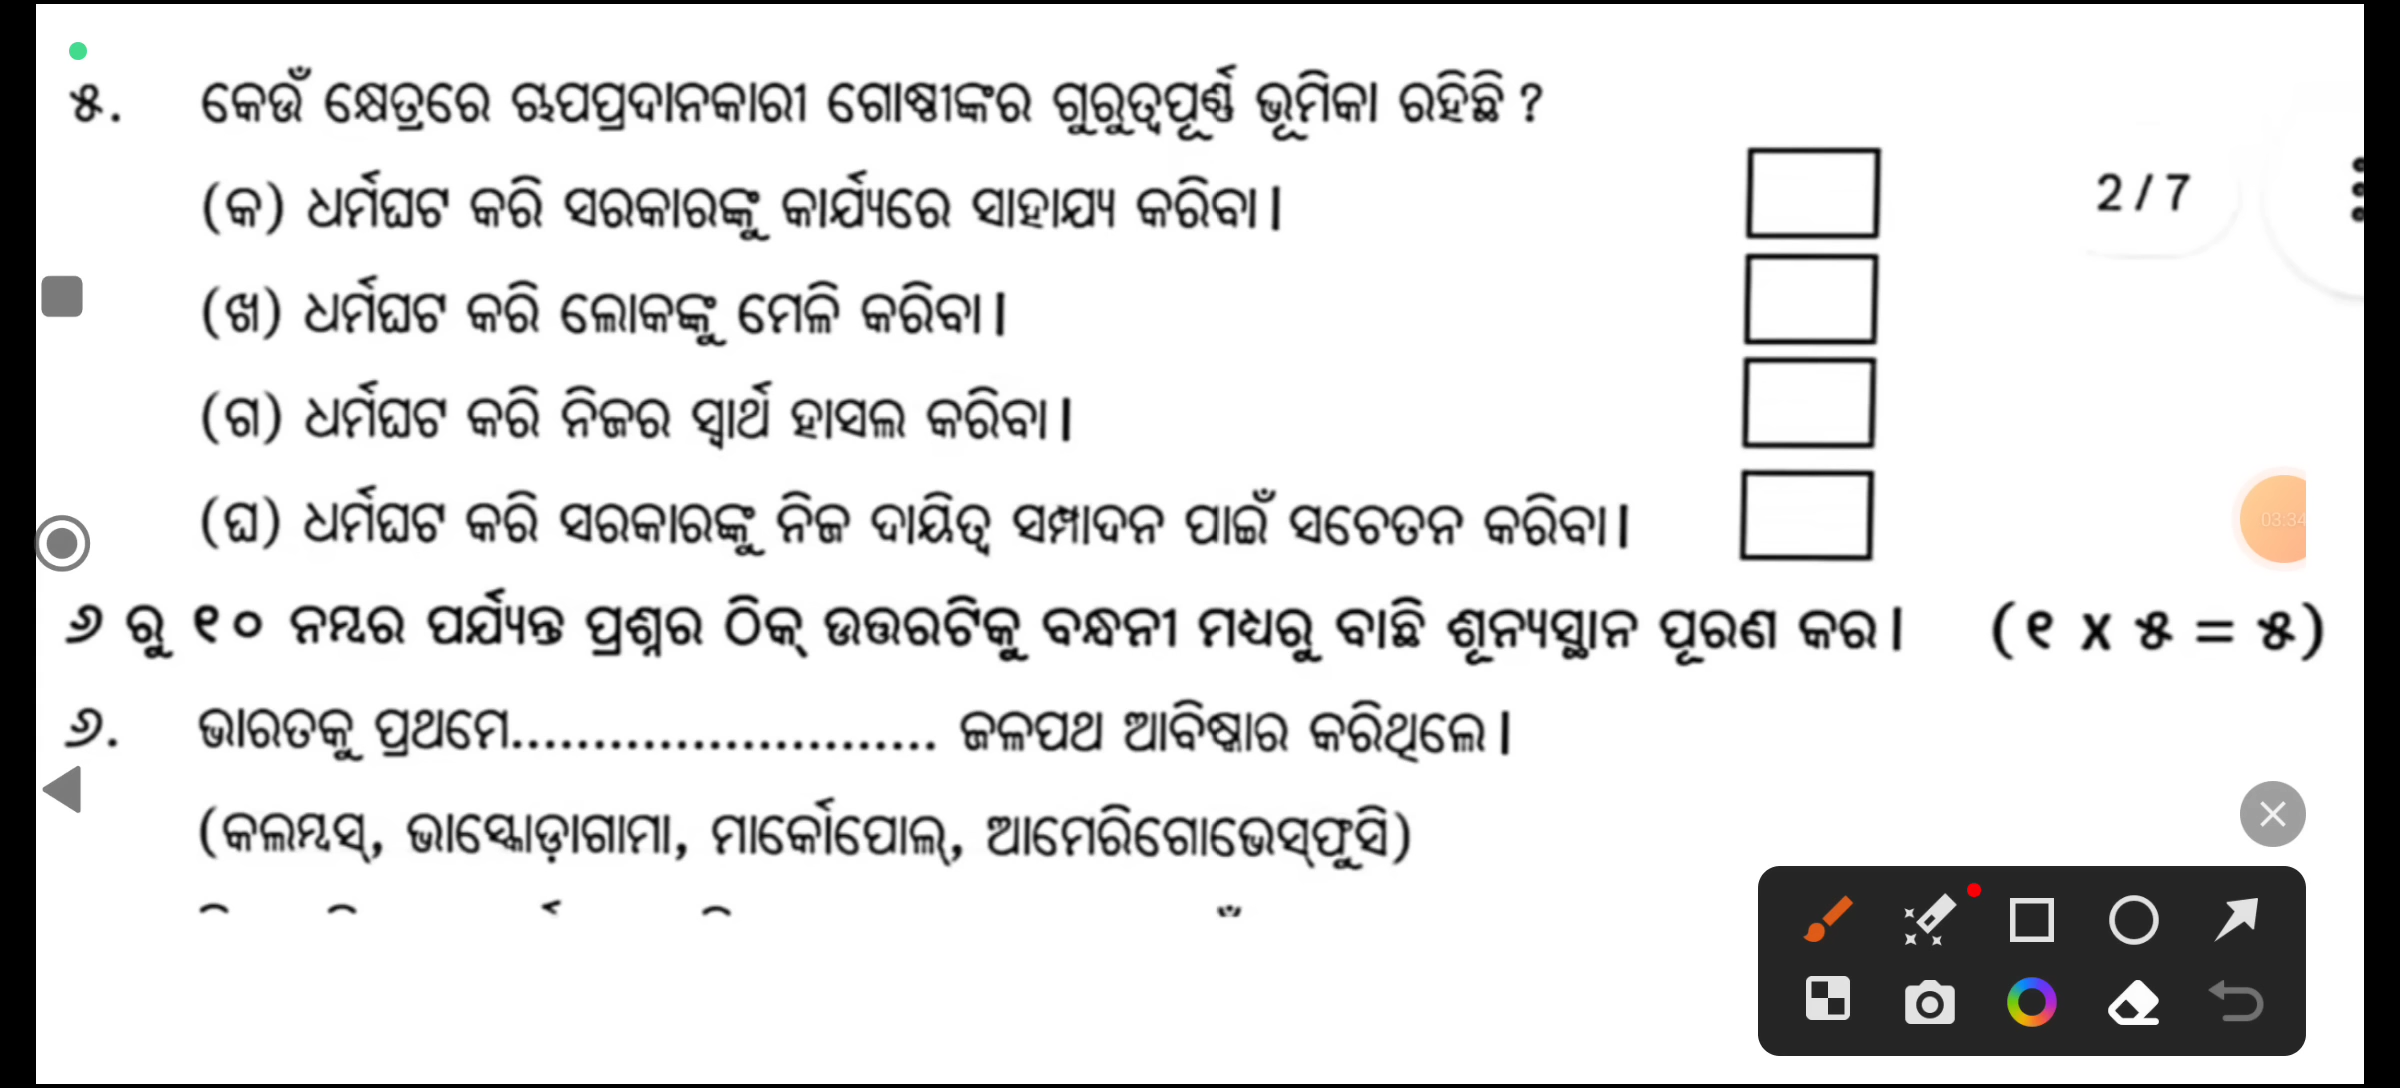 ୫. କେଉଁ କ୍ଷେତ୍ରରେ ଋପପ୍ରଦାନକାରୀ ଗୋଷ୍ଠୀଙ୍କର ଗୁରୁତ୍ୱପୂର୍ଣ୍ଣ ଭୂମିକା ରହିଛି ?
(କ) ଧର୍ମଘଟ କରି ସରକାରଙ୍କୁ କାର୍ଯ୍ୟରେ ସାହାଯ୍ୟ କରିବା।
2 / 7
(ଖ) ଧର୍ମଘଟ କରି ଲୋକଙ୍କୁ ମେଳି କରିବା।
(ଗ) ଧର୍ମଘଟ କରି ନିଜର ସ୍ୱାର୍ଥ ହାସଲ କରିବା।
(ଘ) ଧର୍ମଘଟ କରି ସରକାରଙ୍କୁ ନିଜ ଦାୟିତ୍ୱ ସମ୍ପାଦନ ପାଇଁ ସଚେତନ କରିବା।
03:34
୬ ରୁ ୧୦ ନମ୍ବର ପର୍ଯ୍ୟନ୍ତ ପ୍ରଶ୍ନର ଠିକ୍ ଉତ୍ତରଟିକୁ ବନ୍ଧନୀ ମଧ୍ୟରୁ ବାଛି ଶୂନ୍ୟସ୍ଥାନ ପୂରଣ କର। (୧ x ୫ = ୫)
୬. ଭାରତକୁ ପ୍ରଥମେ.......................... ଜଳପଥ ଆବିଷ୍କାର କରିଥିଲେ।
(କଲମ୍ବସ୍, ଭାସ୍କୋଡ଼ାଗାମା, ମାର୍କୋପୋଲ୍, ଆମେରିଗୋଭେସ୍‌ଫୁସି)